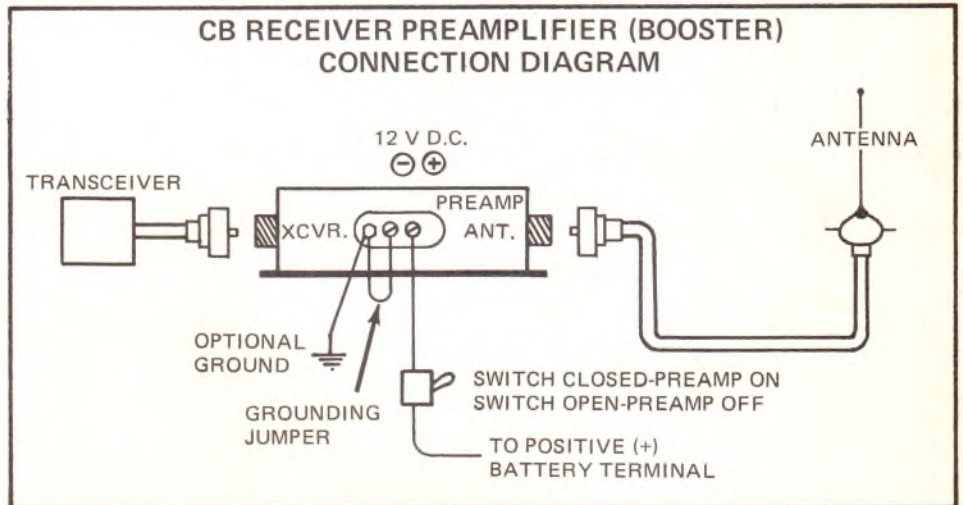 CB RECEIVER PREAMPLIFIER (BOOSTER)
CONNECTION DIAGRAM
12 V D.C.
⊖ ⊕
ANTENNA
TRANSCEIVER
PREAMP
XCVR.
ANT.
OPTIONAL
GROUND
GROUNDING
JUMPER
SWITCH CLOSED-PREAMP ON
SWITCH OPEN-PREAMP OFF
TO POSITIVE (+)
BATTERY TERMINAL